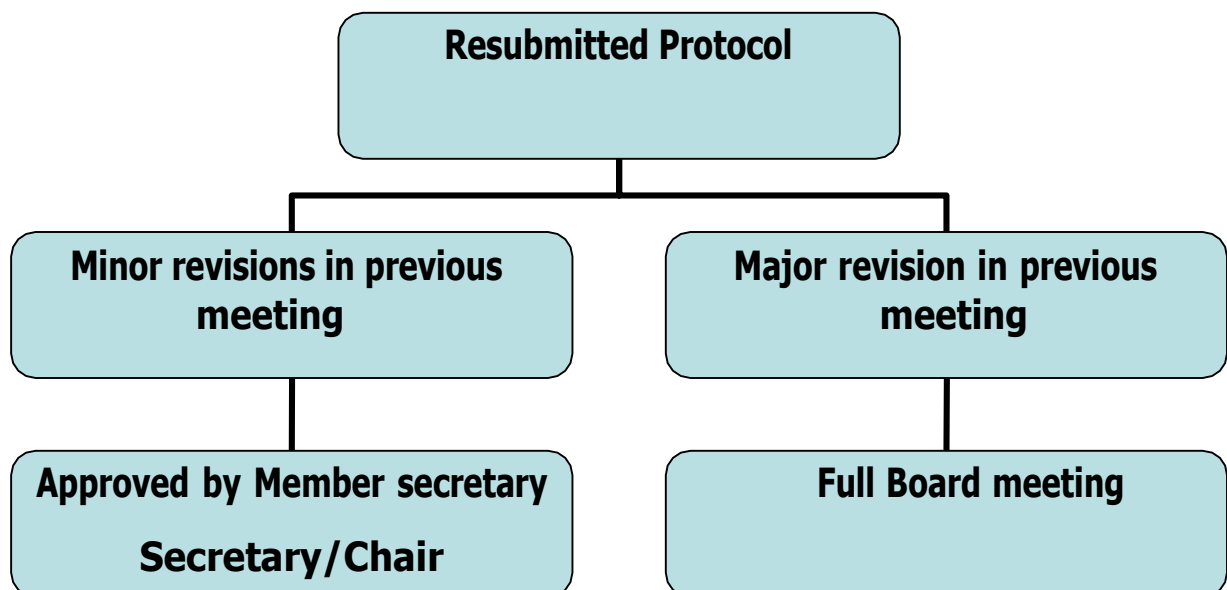 Resubmitted Protocol
Minor revisions in previous
meeting
Major revision in previous
meeting
Approved by Member secretary
Secretary/Chair
Full Board meeting